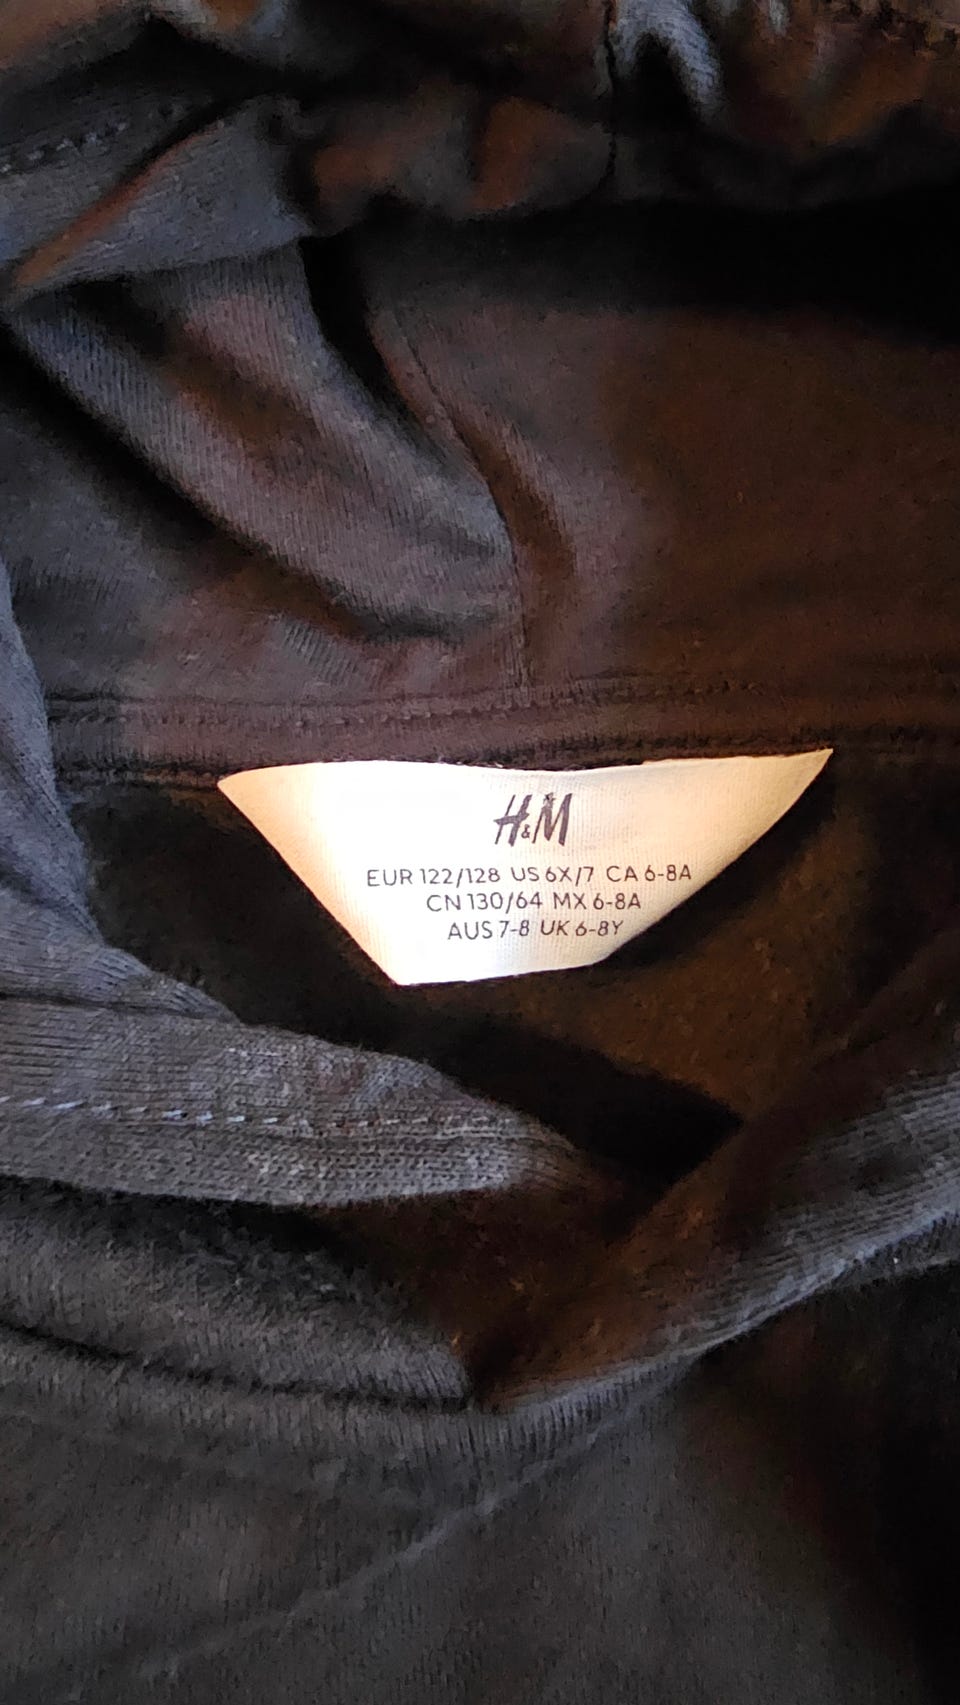 H&M
EUR 122/128 US 6X/7 CA 6-8A
CN 130/64 MX 6-8A
AUS 7-8 UK 6-8Y